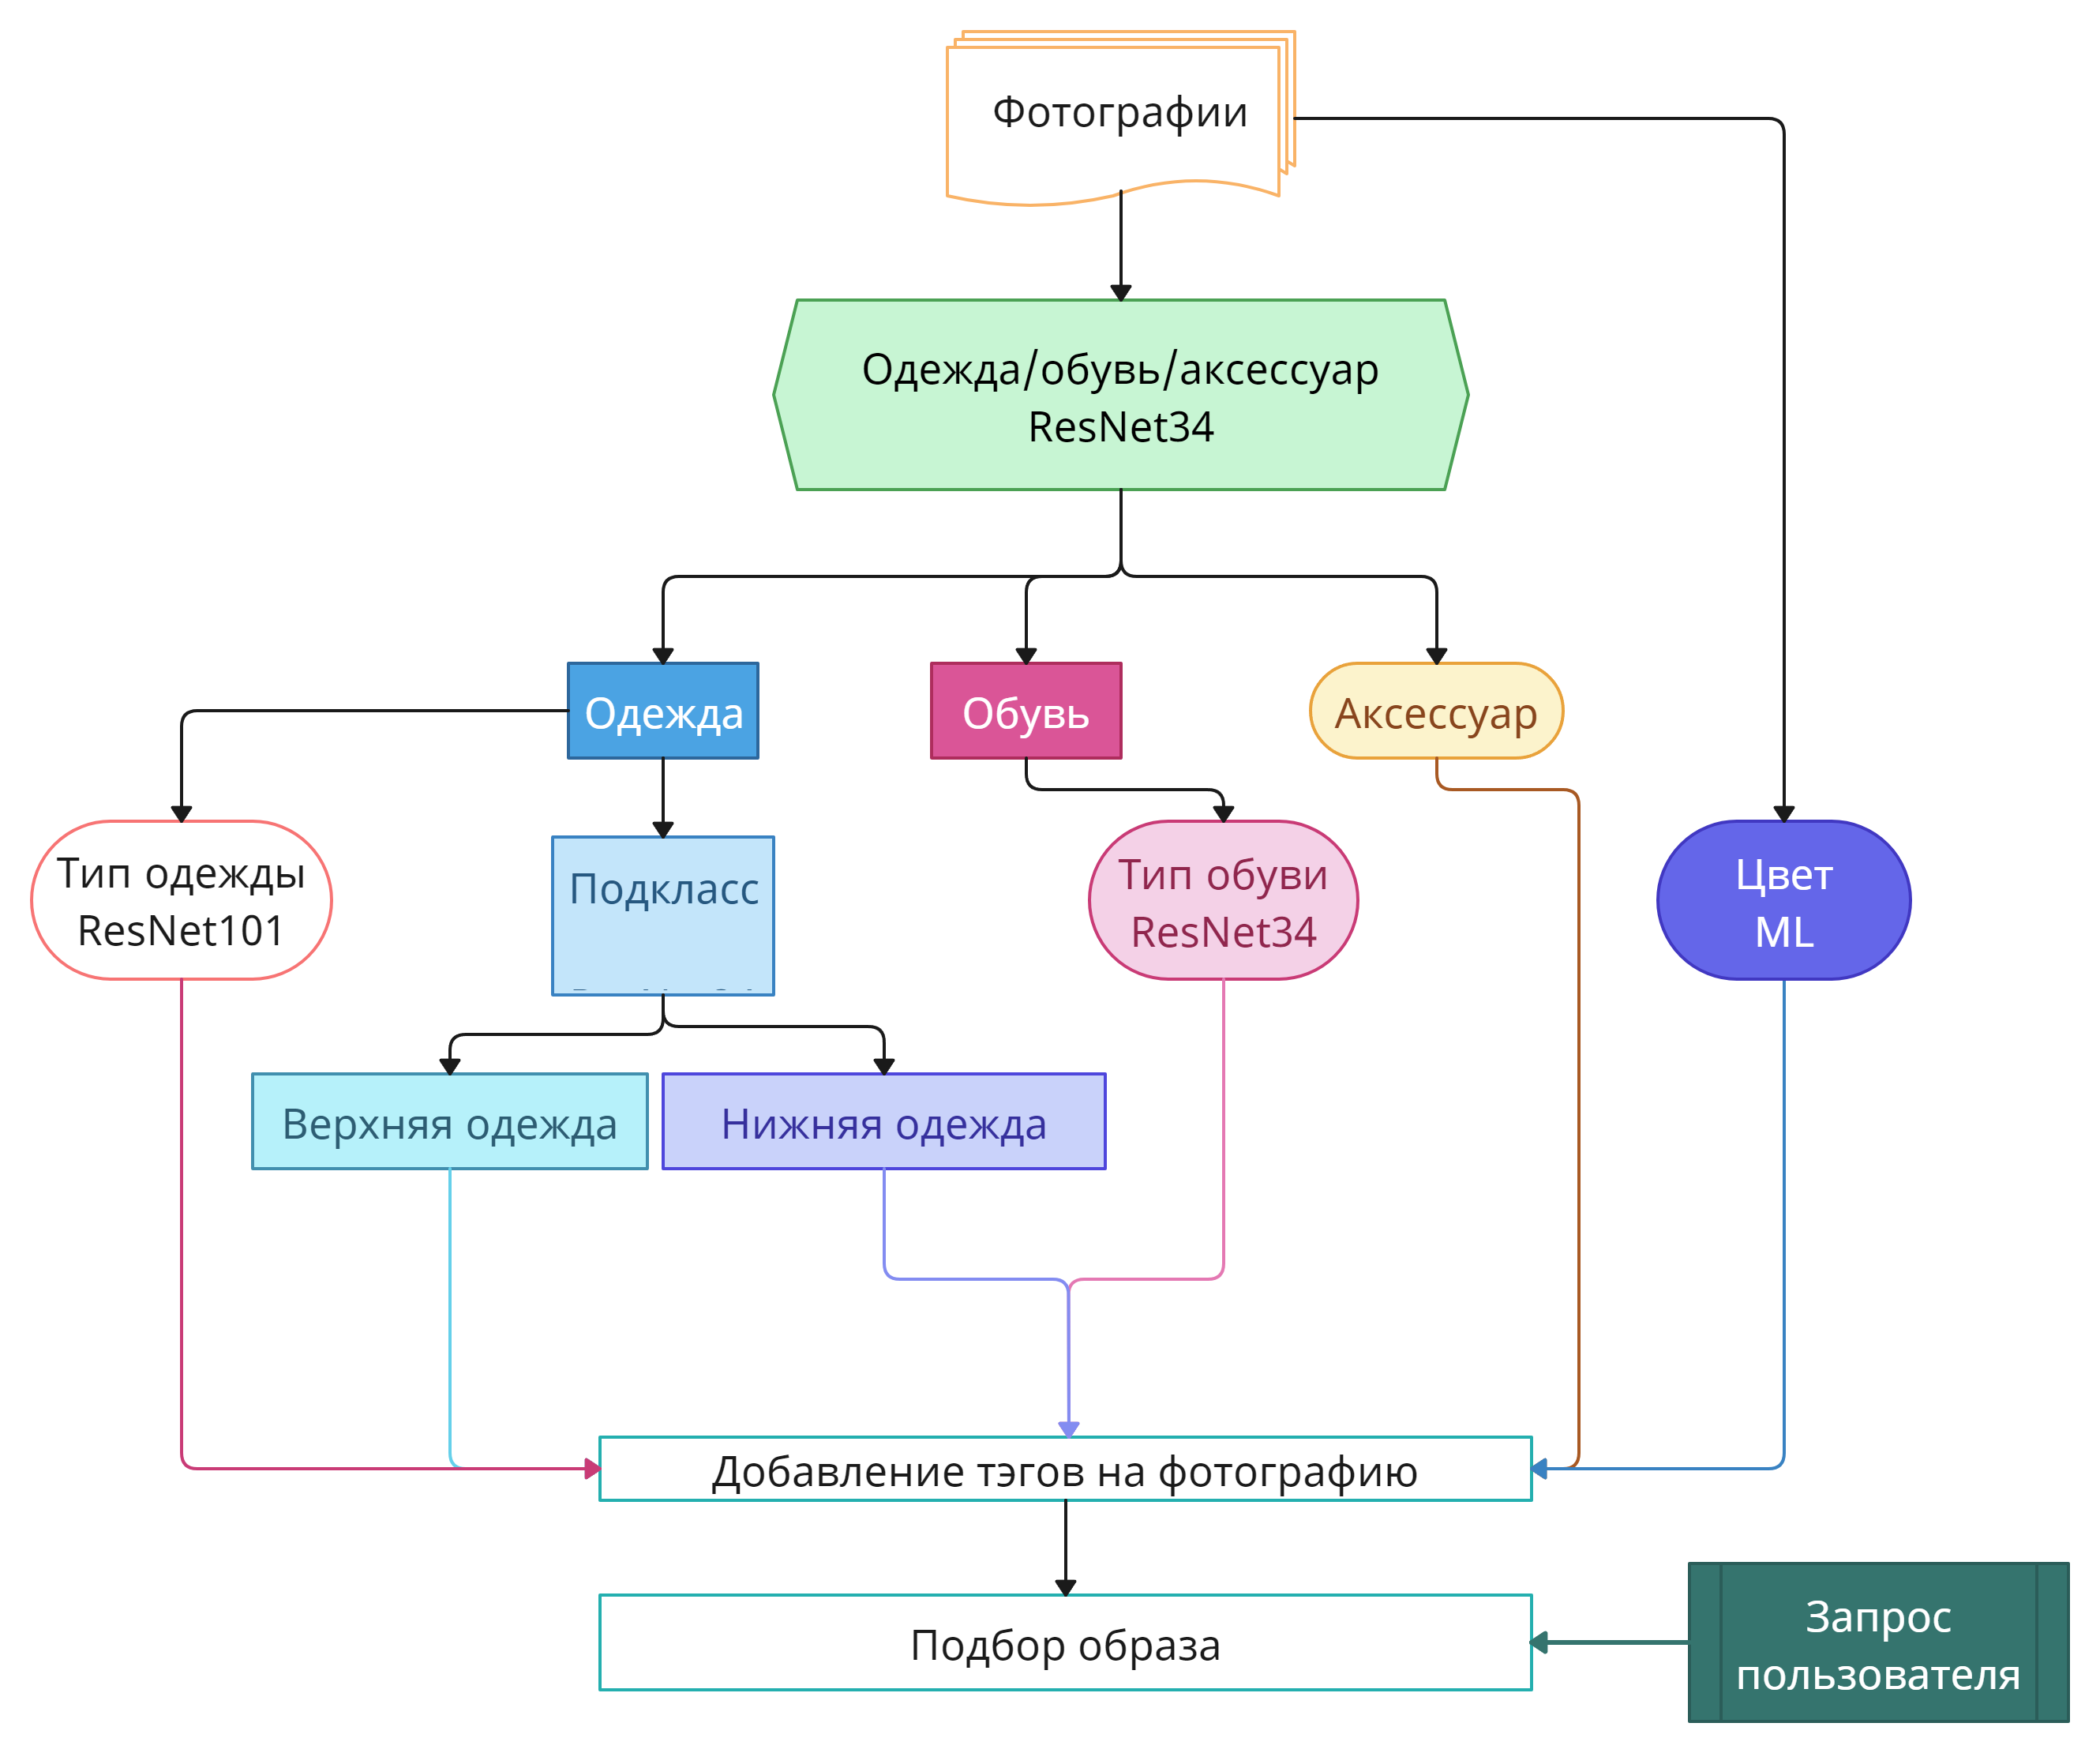 Фотографии
Одежда/обувь/аксессуар
ResNet34
Одежда
Обувь
Аксессуар
Тип одежды
ResNet101
Подкласс
Тип обуви
ResNet34
Цвет
ML
Верхняя одежда
Нижняя одежда
Добавление тэгов на фотографию
Подбор образа
Запрос
пользователя